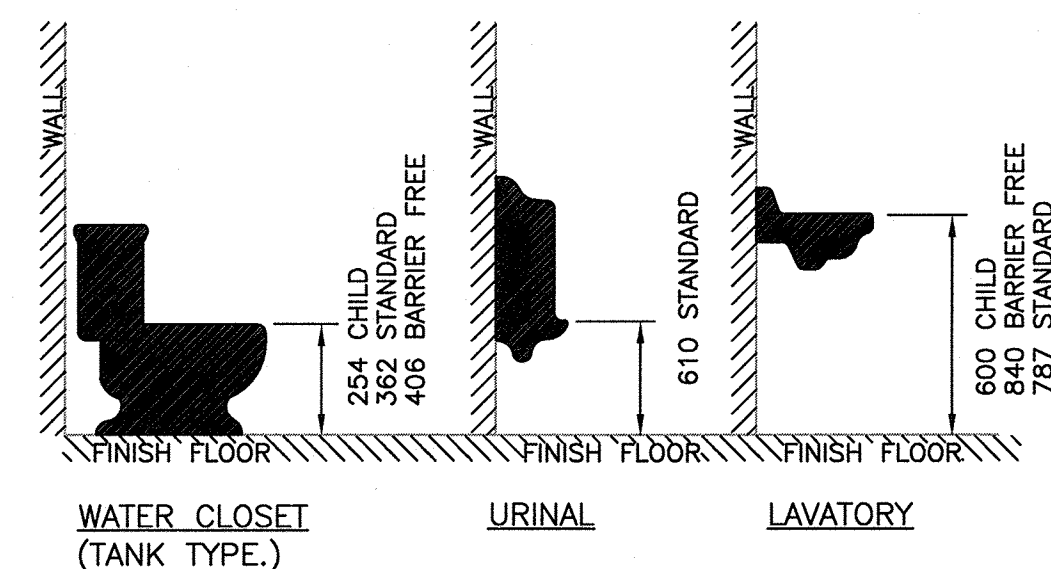 WALL
254 CHILD
362 STANDARD
406 BARRIER FREE
FINISH FLOOR
WATER CLOSET
(TANK TYPE.)
WALL
610 STANDARD
FINISH FLOOR
URINAL
WALL
600 CHILD
840 BARRIER FREE
787 STANDARD
FINISH FLOOR
LAVATORY